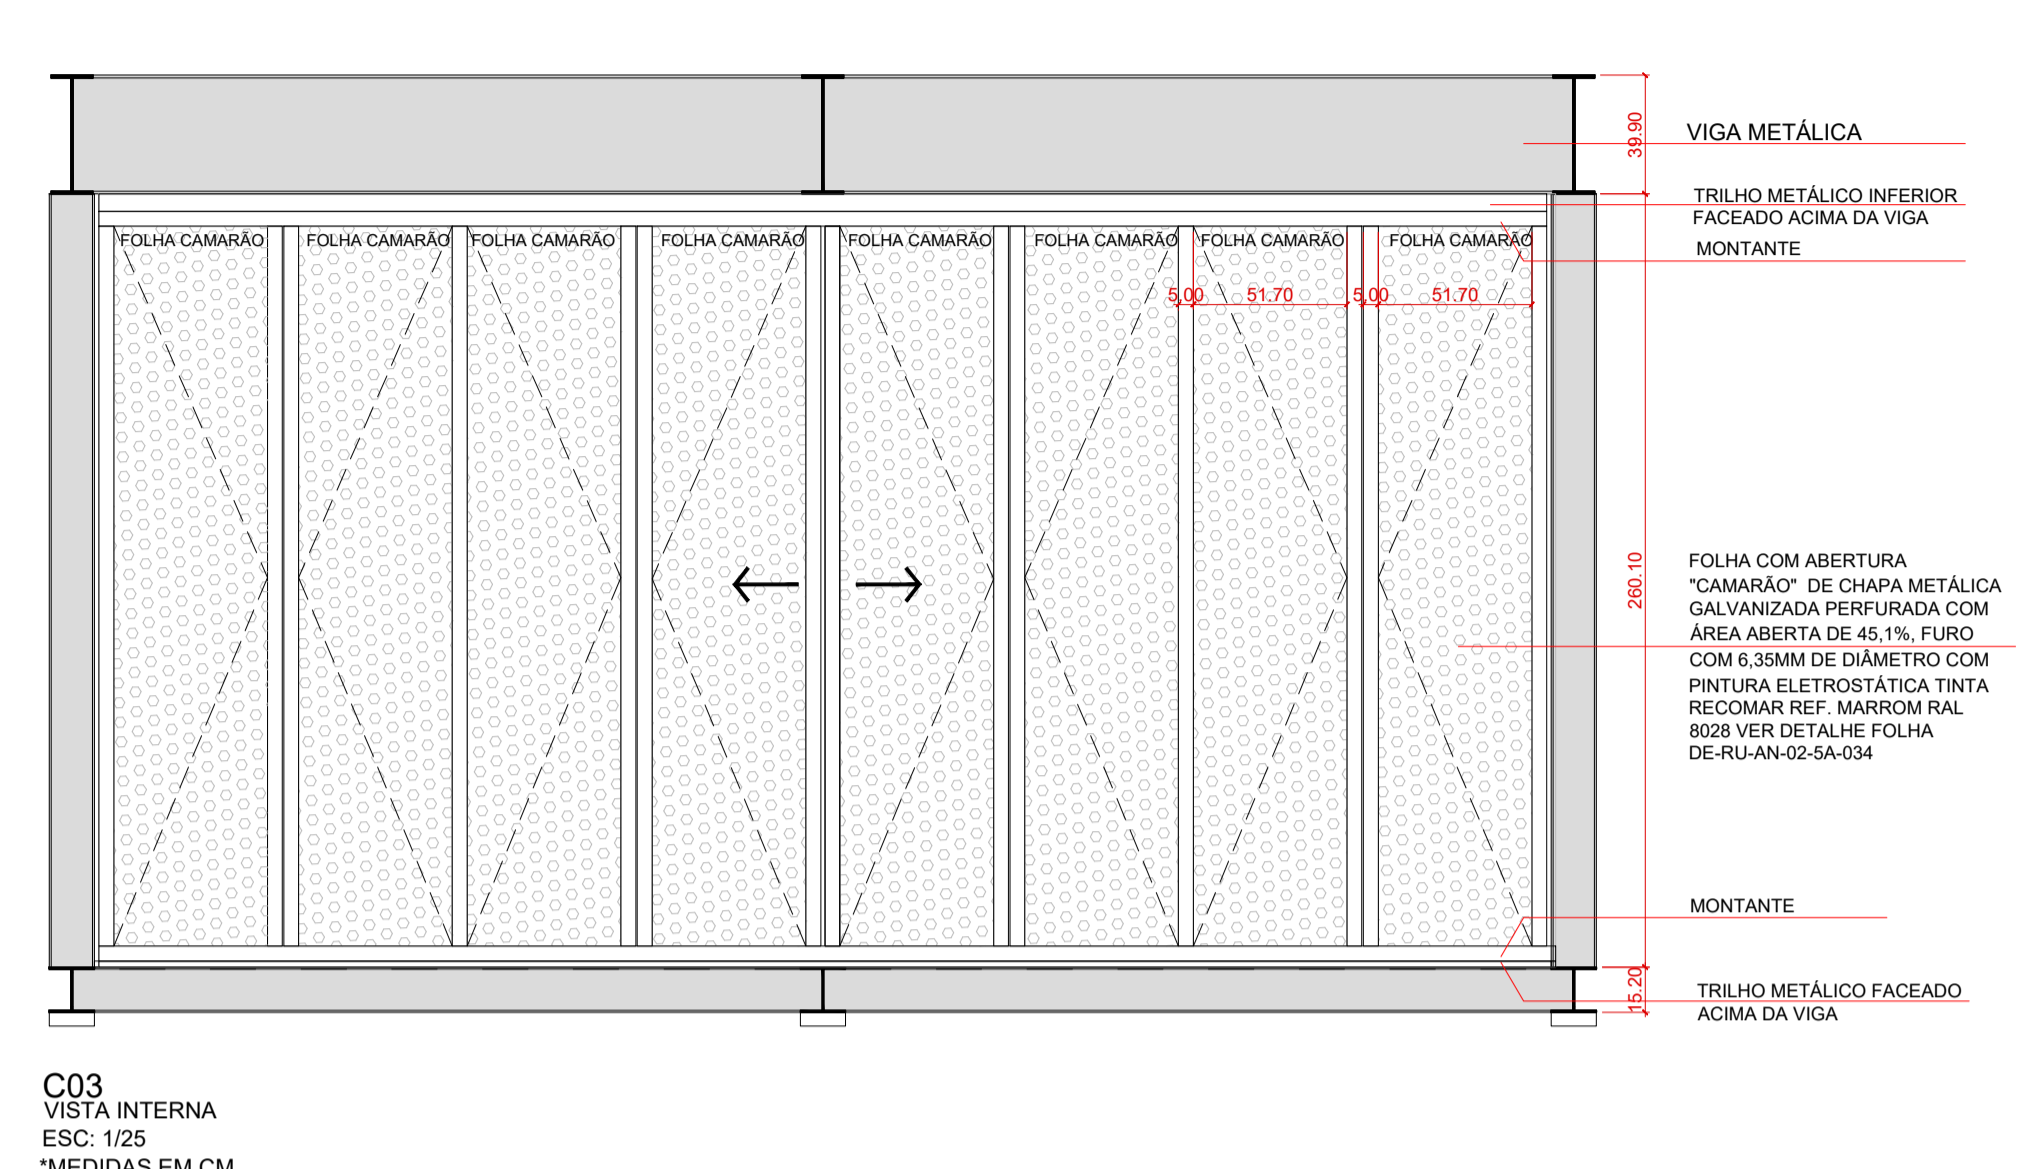 39.90
VIGA METÁLICA
TRILHO METÁLICO INFERIOR
FACEADO ACIMA DA VIGA
MONTANTE
FOLHA CAMARÃO
FOLHA CAMARÃO
FOLHA CAMARÃO
FOLHA CAMARÃO
FOLHA CAMARÃO
FOLHA CAMARÃO
FOLHA CAMARÃO
FOLHA CAMARÃO
5,00
51.70
5,00
51.70
260.10
FOLHA COM ABERTURA
"CAMARÃO" DE CHAPA METÁLICA
GALVANIZADA PERFURADA COM
ÁREA ABERTA DE 45,1%, FURO
COM 6,35MM DE DIÂMETRO COM
PINTURA ELETROSTÁTICA TINTA
RECOMAR REF. MARROM RAL
8028 VER DETALHE FOLHA
DE-RU-AN-02-5A-034
MONTANTE
15.20
TRILHO METÁLICO FACEADO
ACIMA DA VIGA
C03
VISTA INTERNA
ESC: 1/25
*MEDIDAS EM CM